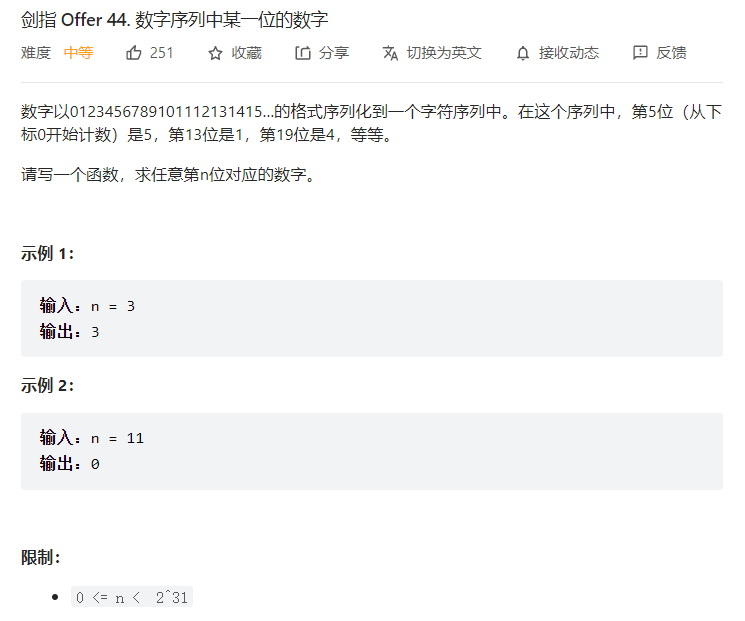 剑指 Offer 44. 数字序列中某一位的数字
难度 中等 251 收藏 分享 切换为英文 接收动态 反馈
数字以0123456789101112131415…的格式序列化到一个字符序列中。在这个序列中，第5位（从下
标0开始计数）是5，第13位是1，第19位是4，等等。
请写一个函数，求任意第n位对应的数字。
示例 1：
输入：n = 3
输出：3
示例 2：
输入：n = 11
输出：0
限制：
0 <= n < 2^31